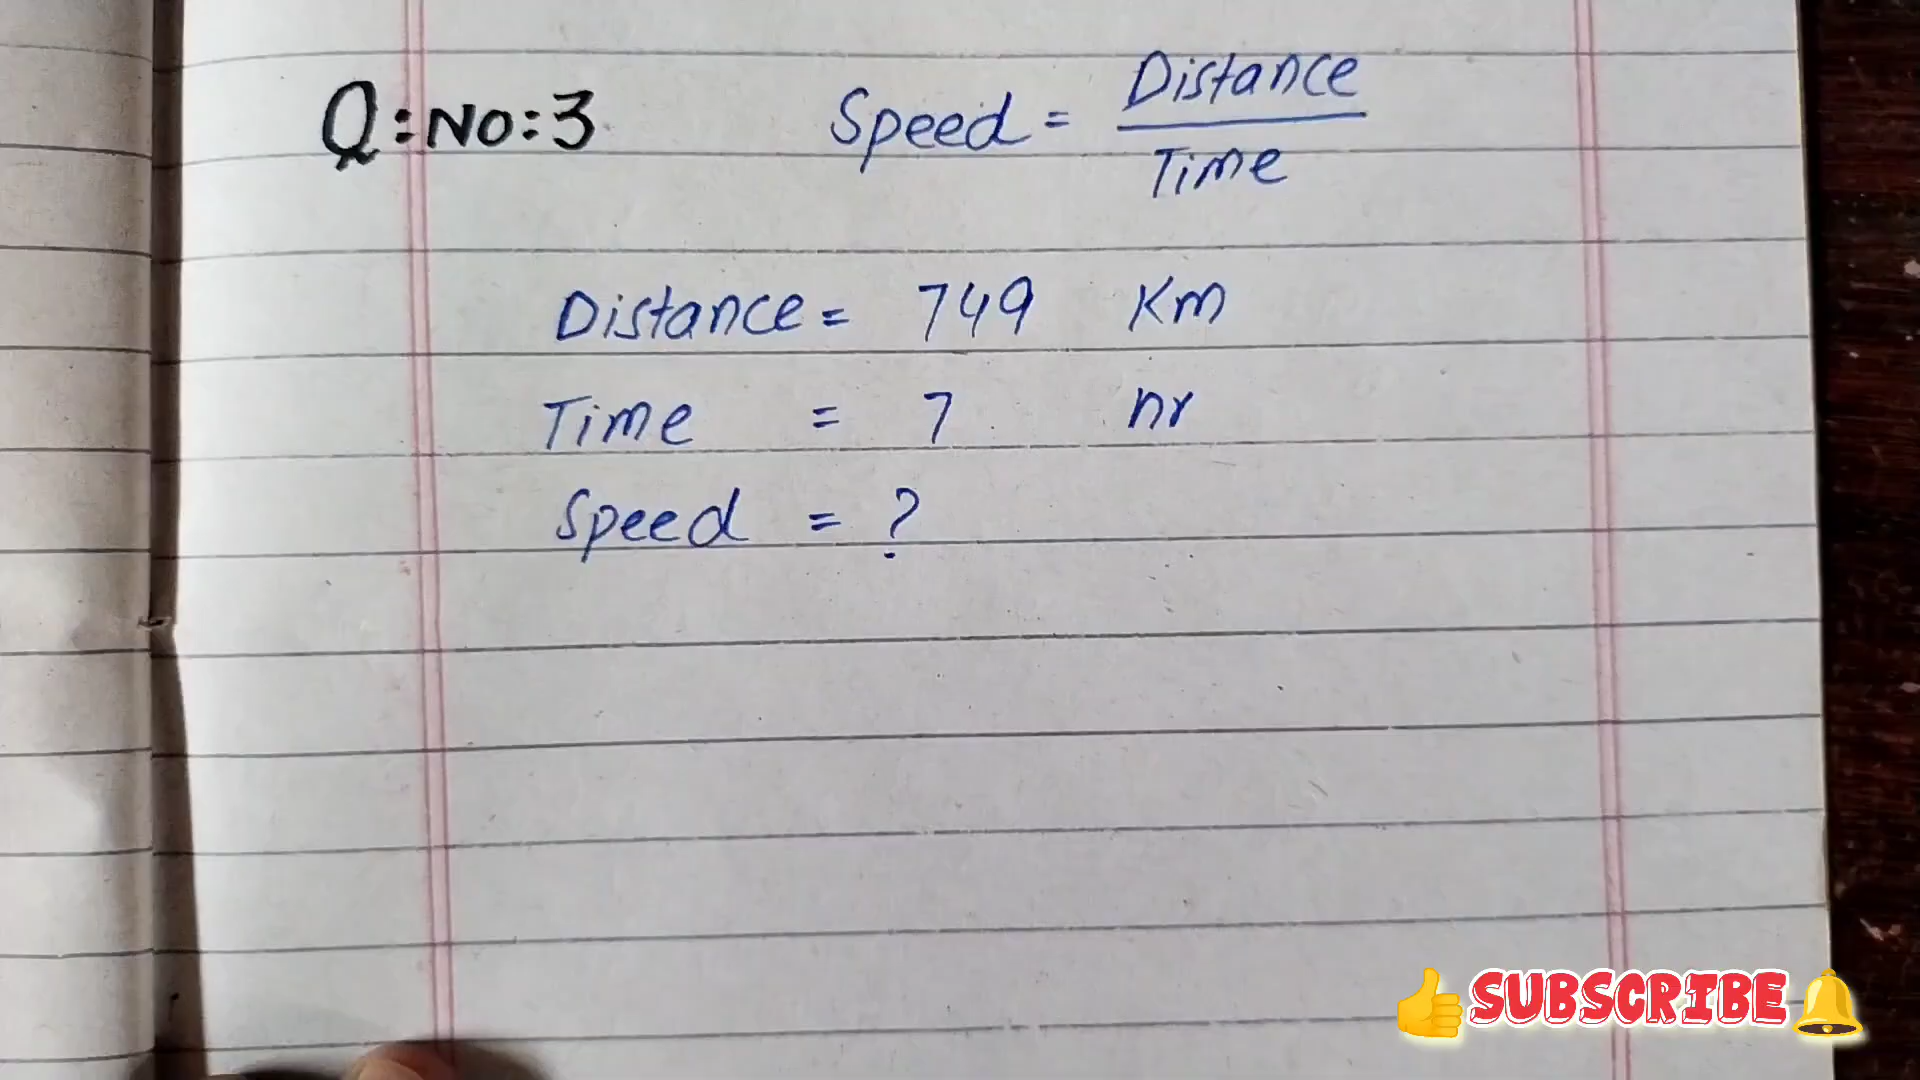 Q:NO:3
Speed = Distance / Time
Distance = 749 Km
Time = 7 hr
Speed = ?
SUBSCRIBE